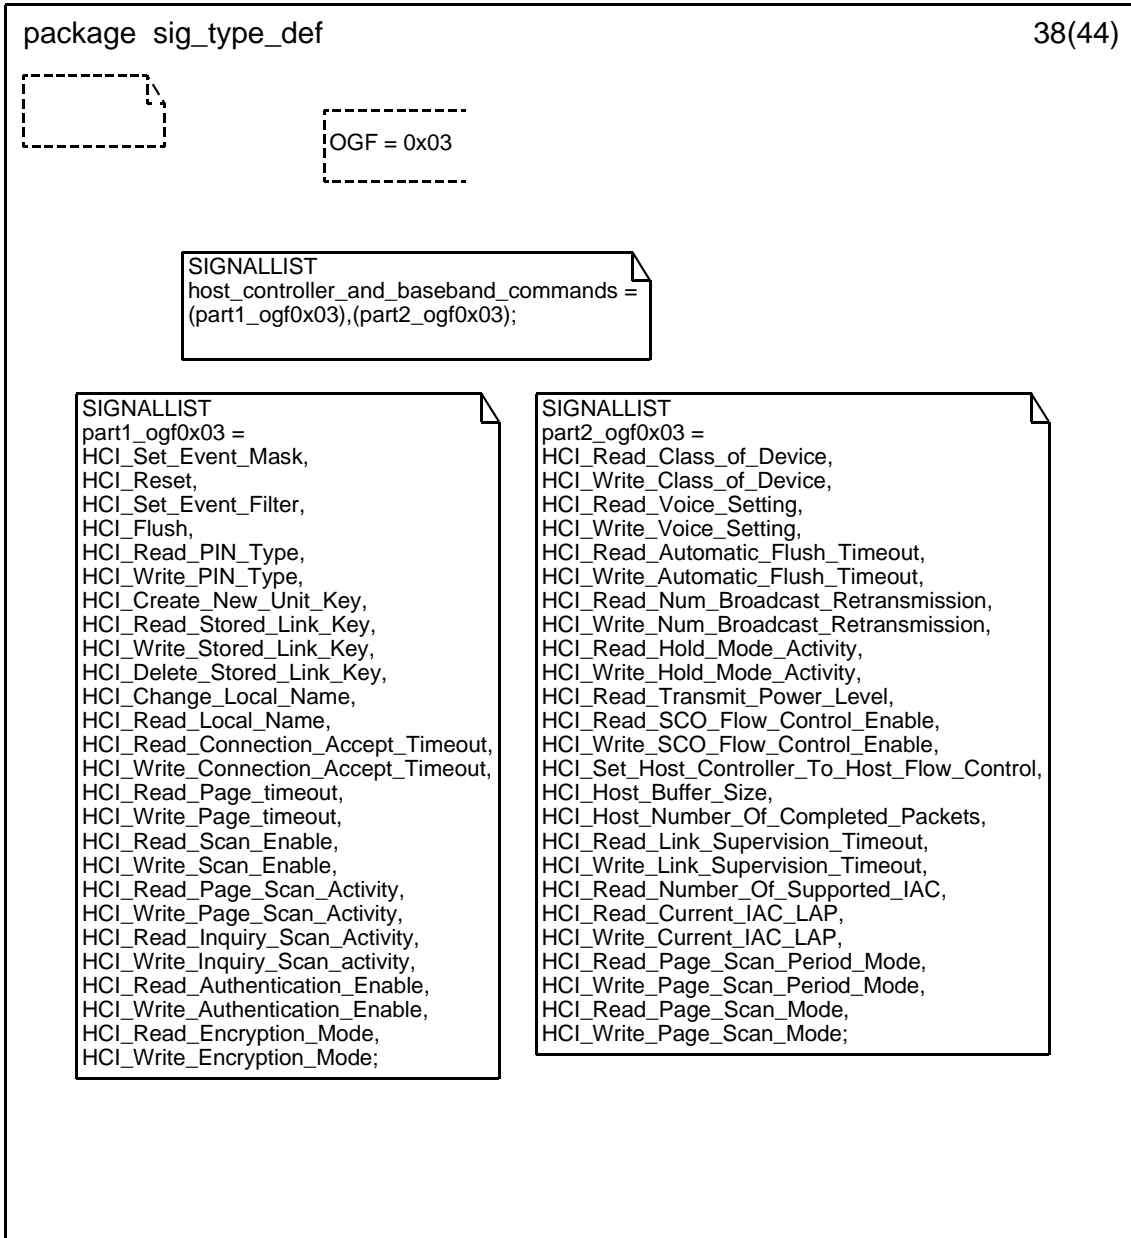 package sig_type_def
38(44)
OGF = 0x03
SIGNALLIST
host_controller_and_baseband_commands =
(part1_ogf0x03),(part2_ogf0x03);
SIGNALLIST
part1_ogf0x03 =
HCI_Set_Event_Mask,
HCI_Reset,
HCI_Set_Event_Filter,
HCI_Flush,
HCI_Read_PIN_Type,
HCI_Write_PIN_Type,
HCI_Create_New_Unit_Key,
HCI_Read_Stored_Link_Key,
HCI_Write_Stored_Link_Key,
HCI_Delete_Stored_Link_Key,
HCI_Change_Local_Name,
HCI_Read_Local_Name,
HCI_Read_Connection_Accept_Timeout,
HCI_Write_Connection_Accept_Timeout,
HCI_Read_Page_timeout,
HCI_Write_Page_timeout,
HCI_Read_Scan_Enable,
HCI_Write_Scan_Enable,
HCI_Read_Page_Scan_Activity,
HCI_Write_Page_Scan_Activity,
HCI_Read_Inquiry_Scan_Activity,
HCI_Write_Inquiry_Scan_activity,
HCI_Read_Authentication_Enable,
HCI_Write_Authentication_Enable,
HCI_Read_Encryption_Mode,
HCI_Write_Encryption_Mode;
SIGNALLIST
part2_ogf0x03 =
HCI_Read_Class_of_Device,
HCI_Write_Class_of_Device,
HCI_Read_Voice_Setting,
HCI_Write_Voice_Setting,
HCI_Read_Automatic_Flush_Timeout,
HCI_Write_Automatic_Flush_Timeout,
HCI_Read_Num_Broadcast_Retransmission,
HCI_Write_Num_Broadcast_Retransmission,
HCI_Read_Hold_Mode_Activity,
HCI_Write_Hold_Mode_Activity,
HCI_Read_Transmit_Power_Level,
HCI_Read_SCO_Flow_Control_Enable,
HCI_Write_SCO_Flow_Control_Enable,
HCI_Set_Host_Controller_To_Host_Flow_Control,
HCI_Host_Buffer_Size,
HCI_Host_Number_Of_Completed_Packets,
HCI_Read_Link_Supervision_Timeout,
HCI_Write_Link_Supervision_Timeout,
HCI_Read_Number_Of_Supported_IAC,
HCI_Read_Current_IAC_LAP,
HCI_Write_Current_IAC_LAP,
HCI_Read_Page_Scan_Period_Mode,
HCI_Write_Page_Scan_Period_Mode,
HCI_Read_Page_Scan_Mode,
HCI_Write_Page_Scan_Mode;